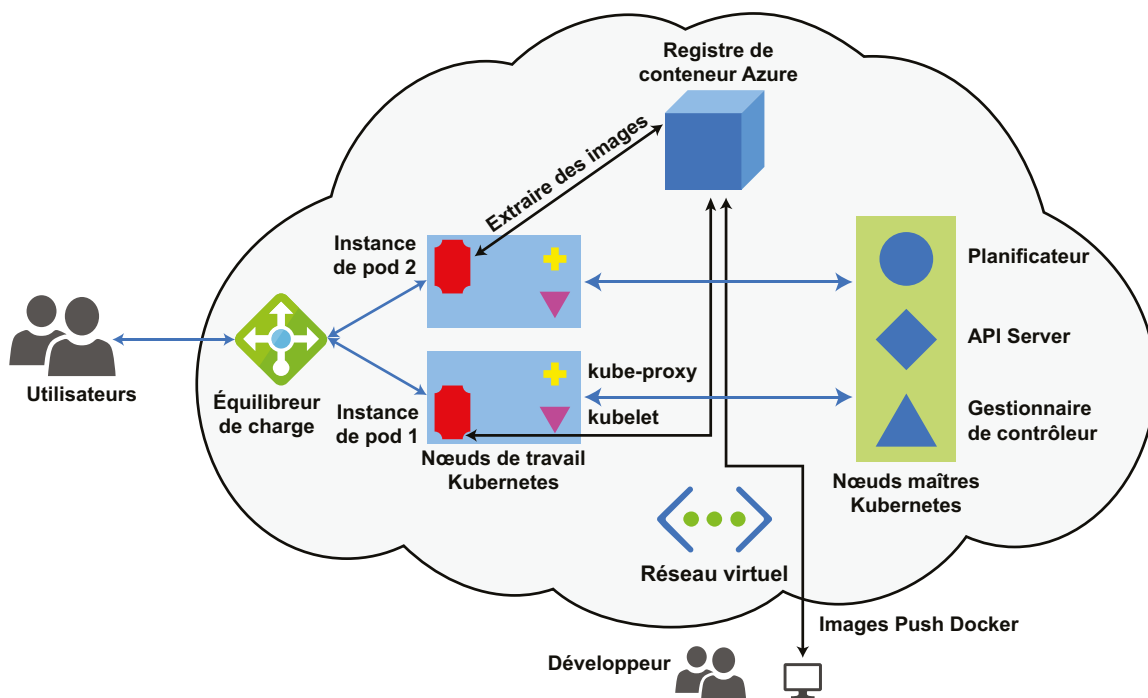 Registre de
conteneur Azure
Extraire des images
Instance
de pod 2
Planificateur
API Server
kube-proxy
Utilisateurs
Équilibreur
de charge
Instance
de pod 1
kubelet
Gestionnaire
de contrôleur
Nœuds de travail
Kubernetes
Nœuds maîtres
Kubernetes
Réseau virtuel
Images Push Docker
Développeur